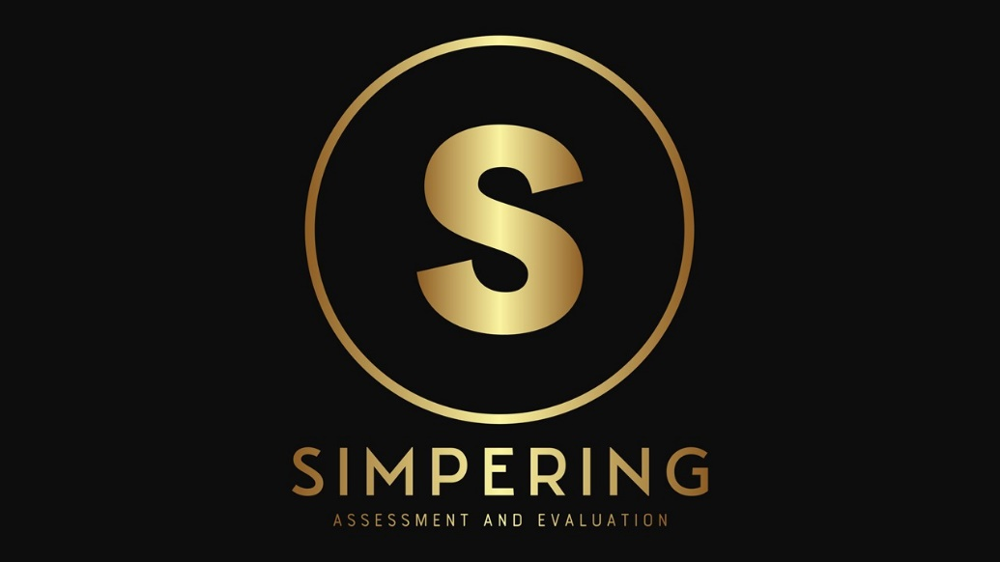 S
SIMPERING
ASSESSMENT AND EVALUATION